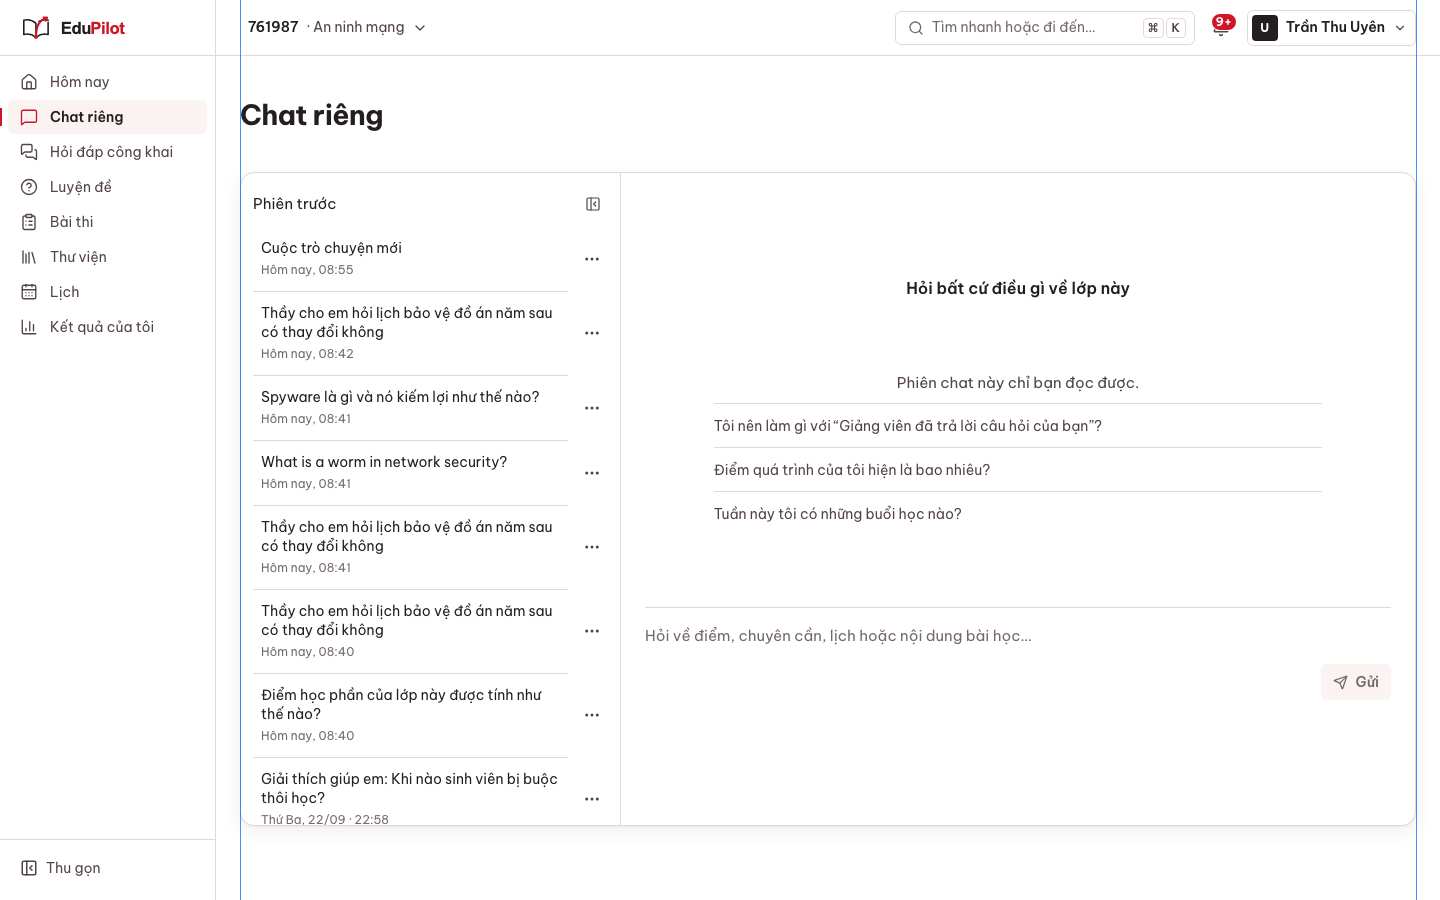 EduPilot
761987 · An ninh mạng
Tìm nhanh hoặc đi đến…
⌘ K
9+
U
Trần Thu Uyên
Hôm nay
Chat riêng
Hỏi đáp công khai
Luyện đề
Bài thi
Thư viện
Lịch
Kết quả của tôi
Thu gọn
Chat riêng
Phiên trước
Cuộc trò chuyện mới
Hôm nay, 08:55
Thầy cho em hỏi lịch bảo vệ đồ án năm sau
có thay đổi không
Hôm nay, 08:42
Spyware là gì và nó kiếm lợi như thế nào?
Hôm nay, 08:41
What is a worm in network security?
Hôm nay, 08:41
Thầy cho em hỏi lịch bảo vệ đồ án năm sau
có thay đổi không
Hôm nay, 08:41
Thầy cho em hỏi lịch bảo vệ đồ án năm sau
có thay đổi không
Hôm nay, 08:40
Điểm học phần của lớp này được tính như
thế nào?
Hôm nay, 08:40
Giải thích giúp em: Khi nào sinh viên bị buộc
thôi học?
Thứ Ba, 22/09 · 22:58
Hỏi bất cứ điều gì về lớp này
Phiên chat này chỉ bạn đọc được.
Tôi nên làm gì với “Giảng viên đã trả lời câu hỏi của bạn”?
Điểm quá trình của tôi hiện là bao nhiêu?
Tuần này tôi có những buổi học nào?
Hỏi về điểm, chuyên cần, lịch hoặc nội dung bài học…
Gửi